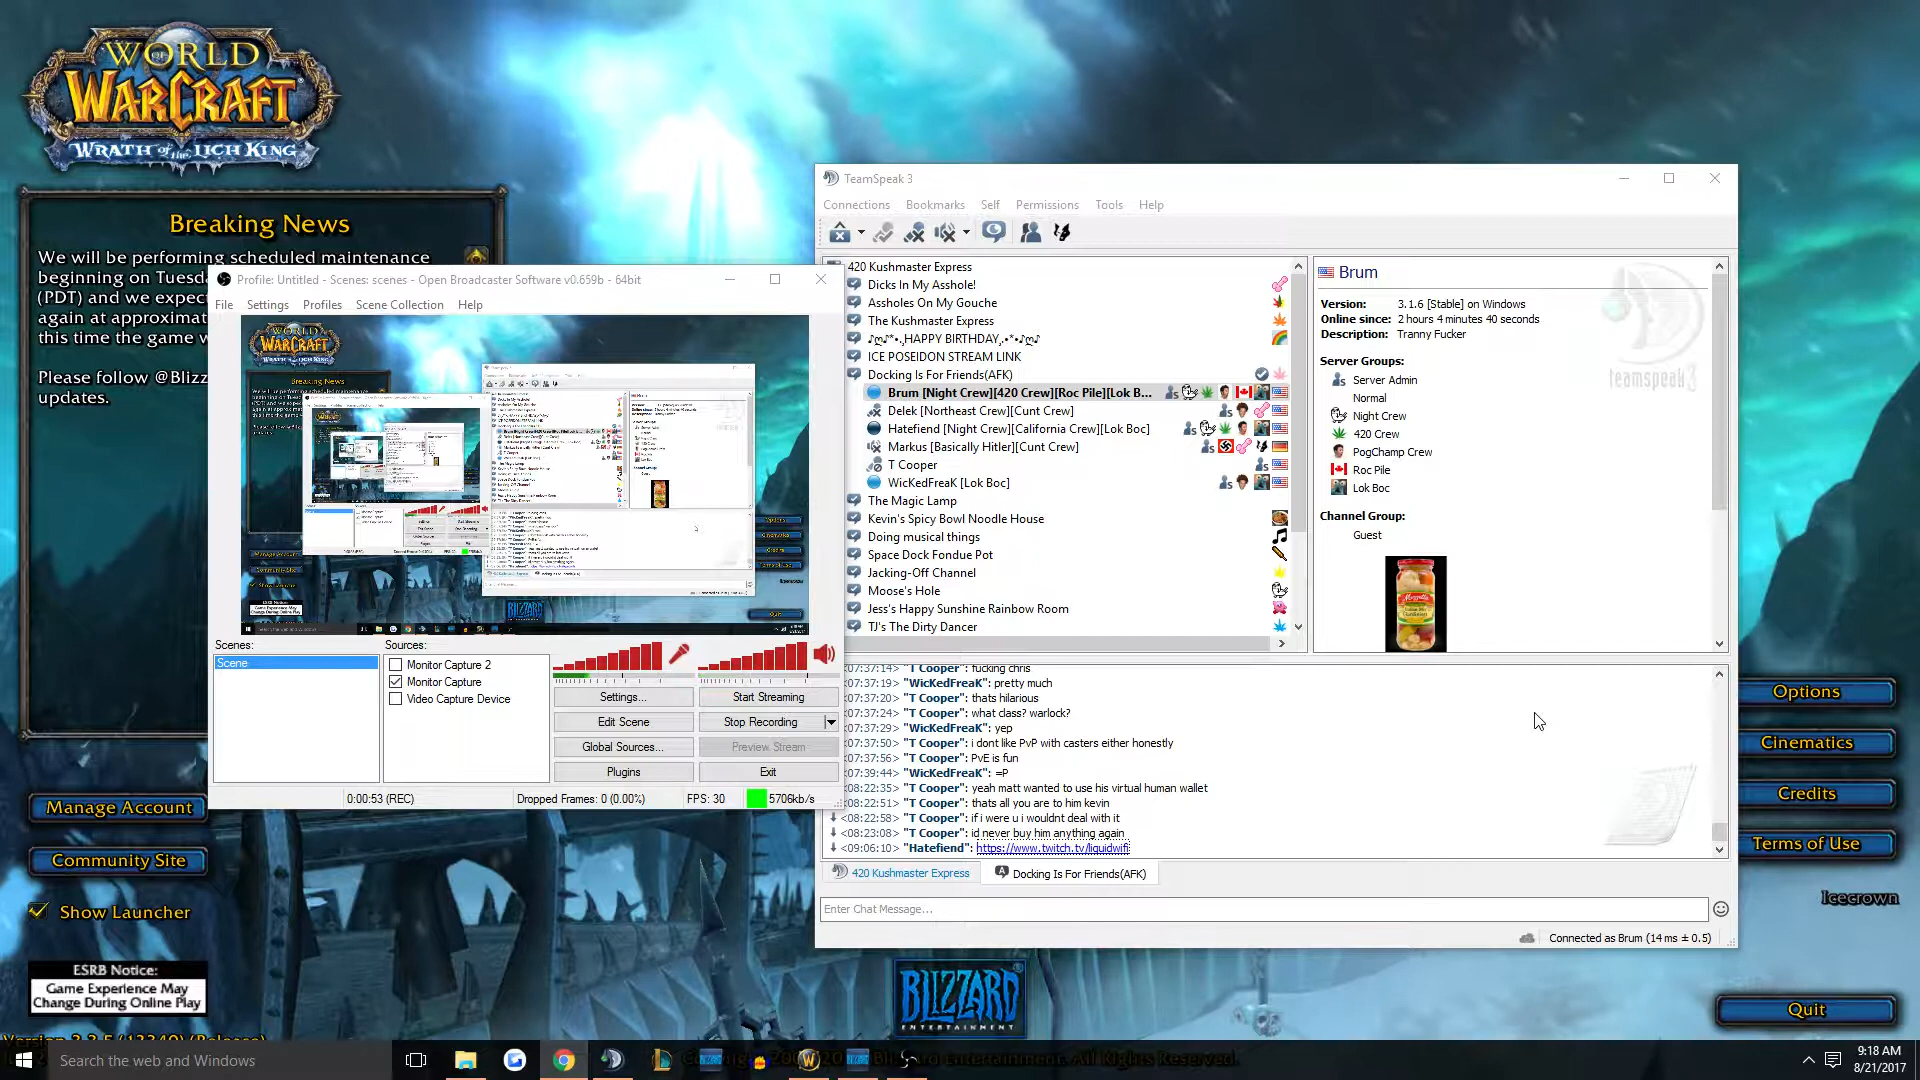 WORLD
OF
WARCRAFT
WRATH of the LICH KING
Breaking News
We will be performing scheduled maintenance
beginning on Tuesda
(PDT) and we expec
again at approximat
this time the game w
Please follow @Blizz
updates.
Manage Account
Community Site
Show Launcher
ESRB Notice:
Game Experience May
Change During Online Play
Profile: Untitled - Scenes: scenes - Open Broadcaster Software v0.659b - 64bit
File Settings Profiles Scene Collection Help
Scenes:
Scene
Sources:
Monitor Capture 2
Monitor Capture
Video Capture Device
Settings...
Start Streaming
Edit Scene
Stop Recording
Global Sources...
Preview Stream
Plugins
Exit
0:00:53 (REC)
Dropped Frames: 0 (0.00%)
FPS: 30
5706kb/s
TeamSpeak 3
Connections Bookmarks Self Permissions Tools Help
420 Kushmaster Express
Dicks In My Asshole!
Assholes On My Gouche
The Kushmaster Express
♪ღ♪*•.¸HAPPY BIRTHDAY¸.•*•♪ღ♪
ICE POSEIDON STREAM LINK
Docking Is For Friends(AFK)
Brum [Night Crew][420 Crew][Roc Pile][Lok B...
Delek [Northeast Crew][Cunt Crew]
Hatefiend [Night Crew][California Crew][Lok Boc]
Markus [Basically Hitler][Cunt Crew]
T Cooper
WicKedFreaK [Lok Boc]
The Magic Lamp
Kevin's Spicy Bowl Noodle House
Doing musical things
Space Dock Fondue Pot
Jacking-Off Channel
Moose's Hole
Jess's Happy Sunshine Rainbow Room
TJ's The Dirty Dancer
Brum
Version: 3.1.6 [Stable] on Windows
Online since: 2 hours 4 minutes 40 seconds
Description: Tranny Fucker
Server Groups:
Server Admin
Normal
Night Crew
420 Crew
PogChamp Crew
Roc Pile
Lok Boc
Channel Group:
Guest
teamspeak3
<07:37:14> "T Cooper": fucking chris
<07:37:19> "WicKedFreaK": pretty much
<07:37:20> "T Cooper": thats hilarious
<07:37:24> "T Cooper": what class? warlock?
<07:37:29> "WicKedFreaK": yep
<07:37:50> "T Cooper": i dont like PvP with casters either honestly
<07:37:56> "T Cooper": PvE is fun
<07:39:44> "WicKedFreaK": =P
<08:22:35> "T Cooper": yeah matt wanted to use his virtual human wallet
<08:22:51> "T Cooper": thats all you are to him kevin
<08:22:58> "T Cooper": if i were u i wouldnt deal with it
<08:23:08> "T Cooper": id never buy him anything again
<09:06:10> "Hatefiend": https://www.twitch.tv/liquidwifi
420 Kushmaster Express
Docking Is For Friends(AFK)
Enter Chat Message...
Connected as Brum (14 ms ± 0.5)
Options
Cinematics
Credits
Terms of Use
Icecrown
Quit
BLIZZARD
ENTERTAINMENT
Search the web and Windows
Entertainment. All Rights Reserved.
9:18 AM
8/21/2017